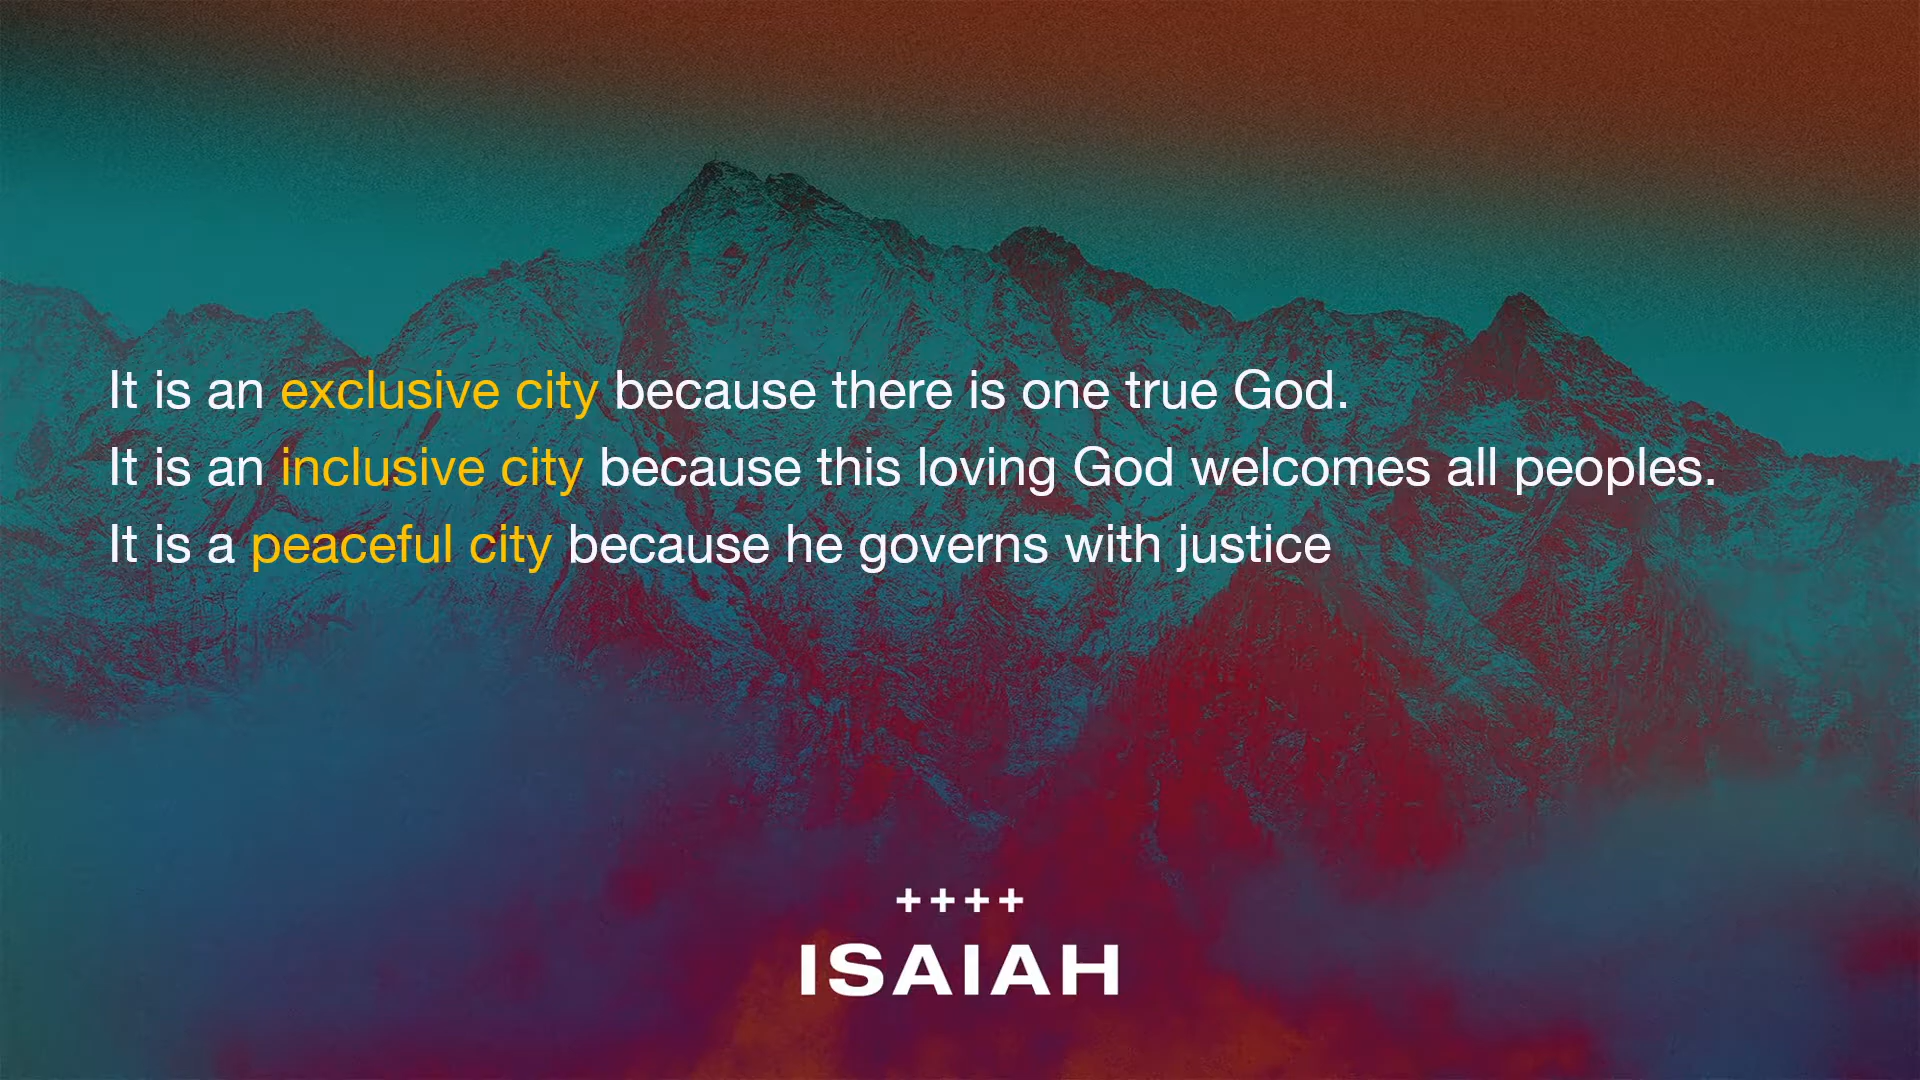 It is an exclusive city because there is one true God.
It is an inclusive city because this loving God welcomes all peoples.
It is a peaceful city because he governs with justice
++++
ISAIAH